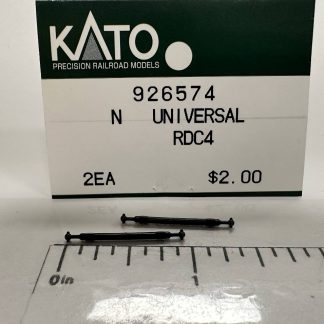 KATO
PRECISION RAILROAD MODELS
926574
N UNIVERSAL
RDC4
2EA $2.00
0in 1